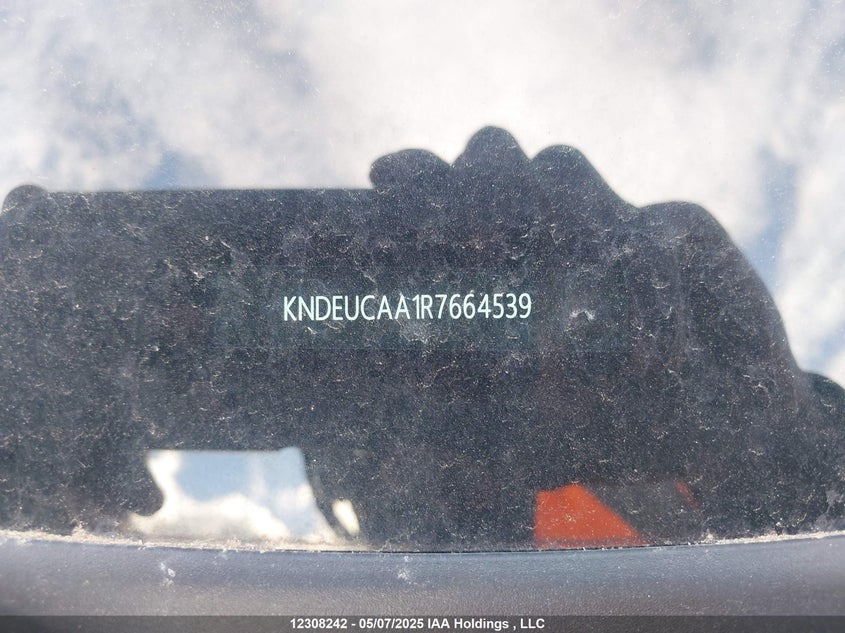 KNDEUCAA1R7664539
12308242 - 05/07/2025 IAA Holdings , LLC